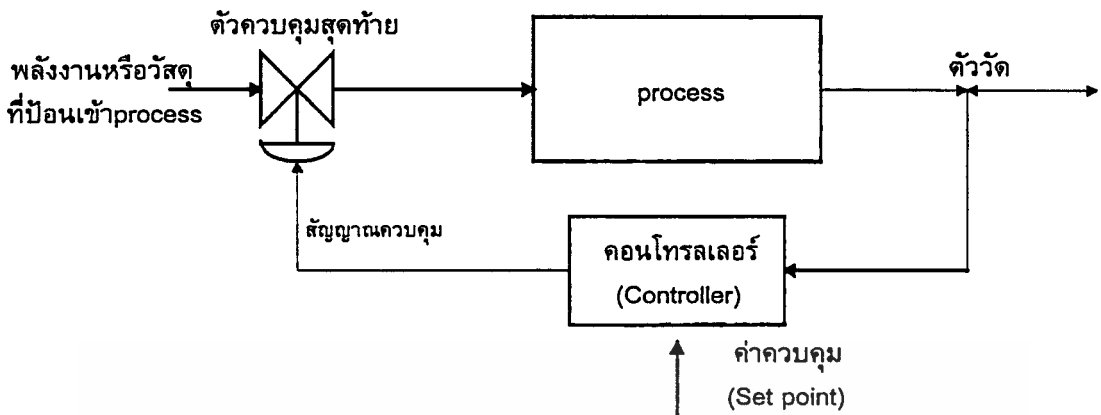 ตัวควบคุมสุดท้าย
พลังงานหรือวัสดุ
ที่ป้อนเข้าprocess
process
ตัววัด
สัญญาณควบคุม
คอนโทรลเลอร์
(Controller)
ค่าควบคุม
(Set point)